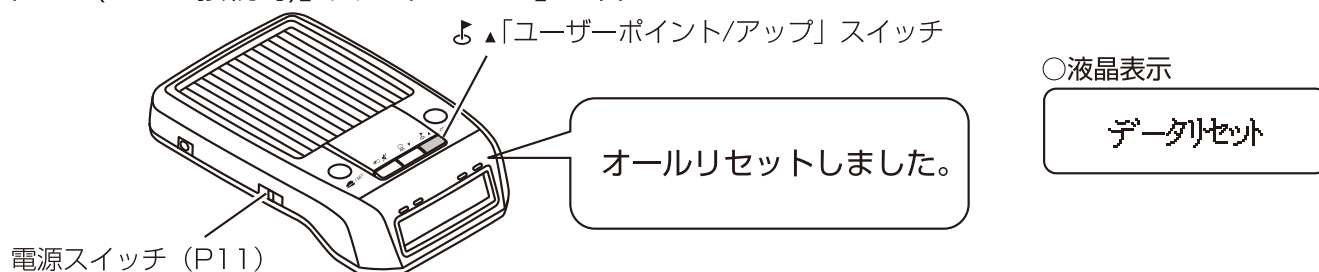 ▲「ユーザーポイント/アップ」スイッチ
○液晶表示
データリセット
オールリセットしました。
電源スイッチ（P11）